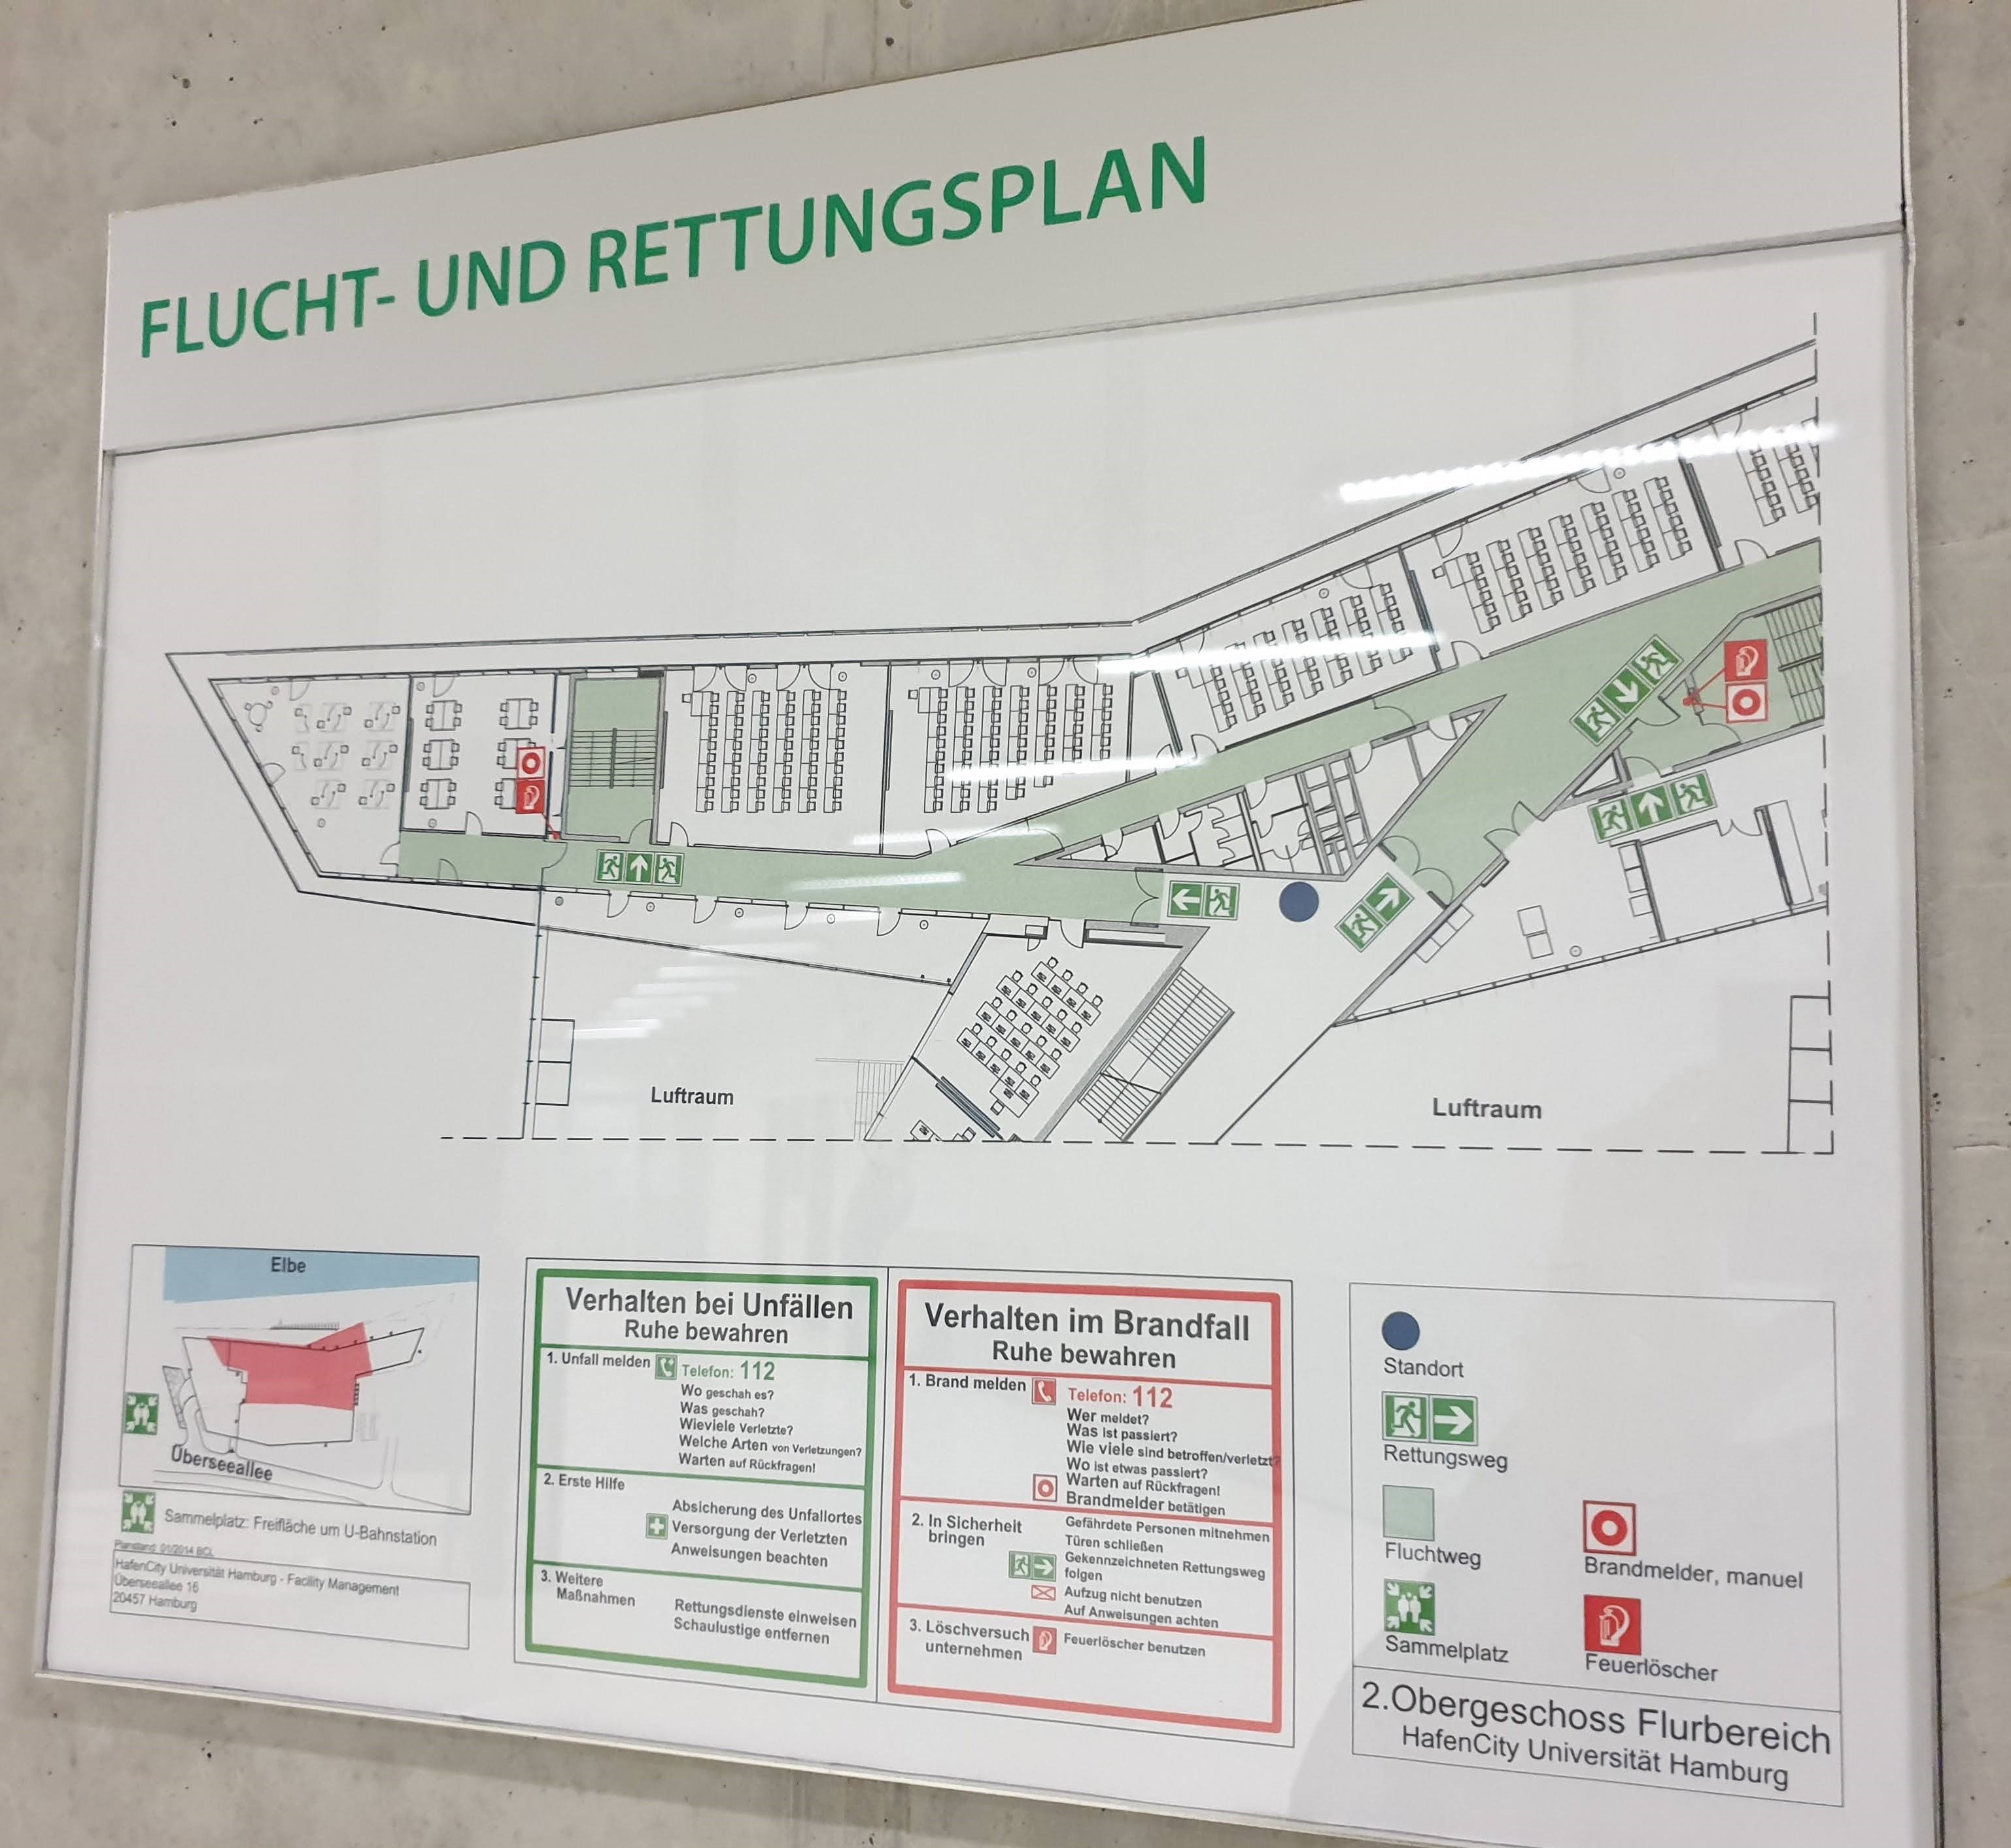 FLUCHT- UND RETTUNGSPLAN
Luftraum
Luftraum
Elbe
Überseeallee
Sammelplatz: Freifläche um U-Bahnstation
Planstand: 01/2014 BCL
HafenCity Universität Hamburg - Facility Management
Überseeallee 16
20457 Hamburg
Verhalten bei Unfällen
Ruhe bewahren
1. Unfall melden Telefon: 112
Wo geschah es?
Was geschah?
Wieviele Verletzte?
Welche Arten von Verletzungen?
Warten auf Rückfragen!
2. Erste Hilfe
Absicherung des Unfallortes
Versorgung der Verletzten
Anweisungen beachten
3. Weitere
Maßnahmen
Rettungsdienste einweisen
Schaulustige entfernen
Verhalten im Brandfall
Ruhe bewahren
1. Brand melden Telefon: 112
Wer meldet?
Was ist passiert?
Wie viele sind betroffen/verletzt?
Wo ist etwas passiert?
Warten auf Rückfragen!
Brandmelder betätigen
2. In Sicherheit
bringen
Gefährdete Personen mitnehmen
Türen schließen
Gekennzeichneten Rettungsweg
folgen
Aufzug nicht benutzen
Auf Anweisungen achten
3. Löschversuch
unternehmen
Feuerlöscher benutzen
Standort
Rettungsweg
Fluchtweg
Brandmelder, manuel
Sammelplatz
Feuerlöscher
2.Obergeschoss Flurbereich
HafenCity Universität Hamburg